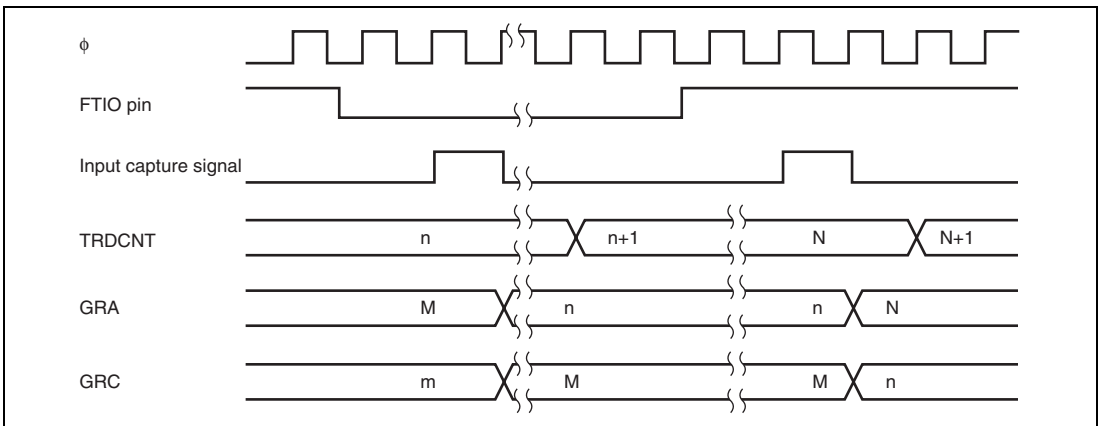 ϕ
FTIO pin
Input capture signal
TRDCNT n n+1 N N+1
GRA M n n N
GRC m M M n